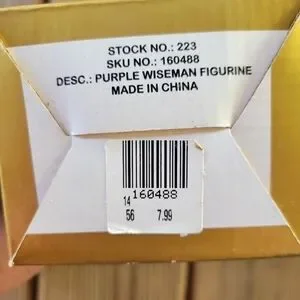 STOCK NO.: 223
SKU NO.: 160488
DESC.: PURPLE WISEMAN FIGURINE
MADE IN CHINA
160488
14
56 7.99